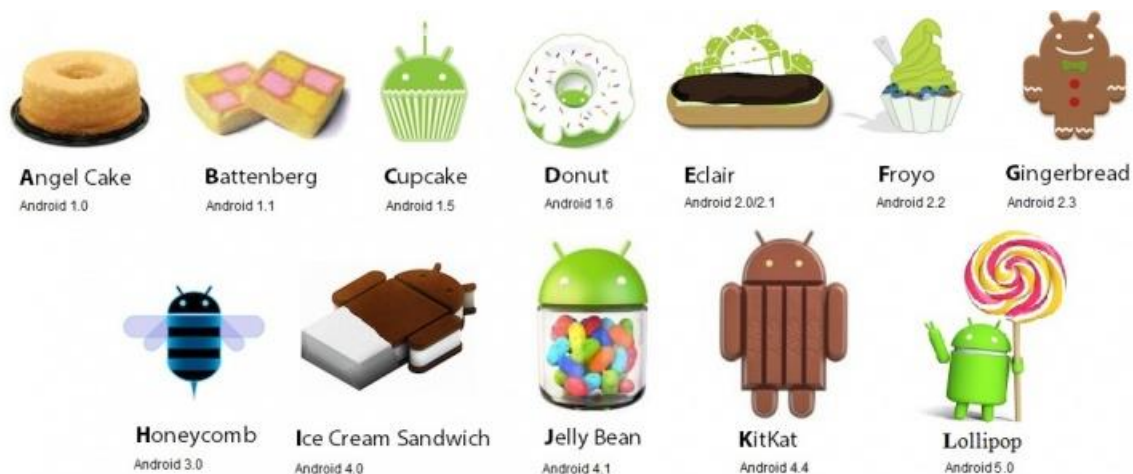 Angel Cake
Android 1.0
Battenberg
Android 1.1
Cupcake
Android 1.5
Donut
Android 1.6
Eclair
Android 2.0/2.1
Froyo
Android 2.2
Gingerbread
Android 2.3
Honeycomb
Android 3.0
Ice Cream Sandwich
Android 4.0
Jelly Bean
Android 4.1
KitKat
Android 4.4
Lollipop
Android 5.0